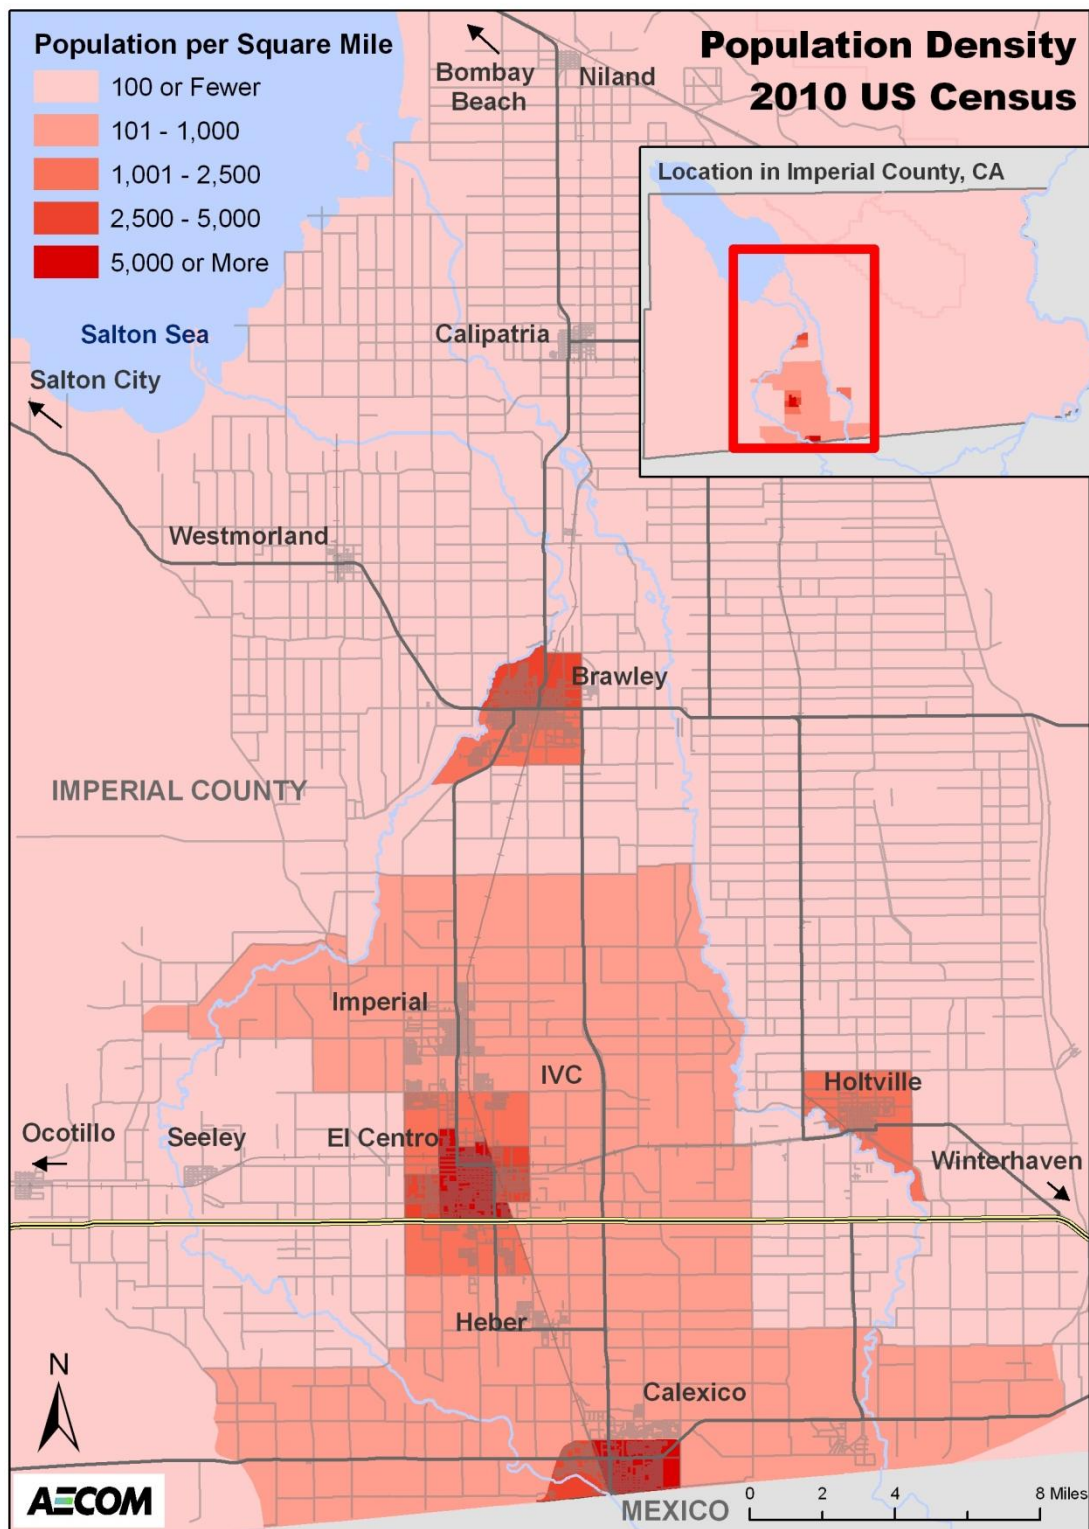 Population per Square Mile
100 or Fewer
101 - 1,000
1,001 - 2,500
2,500 - 5,000
5,000 or More
Population Density
2010 US Census
Bombay
Beach
Niland
Location in Imperial County, CA
Salton Sea
Salton City
Calipatria
Westmorland
Brawley
IMPERIAL COUNTY
Imperial
IVC
Holtville
Ocotillo
Seeley
El Centro
Winterhaven
Heber
N
Calexico
AECOM
MEXICO
0 2 4 8 Miles